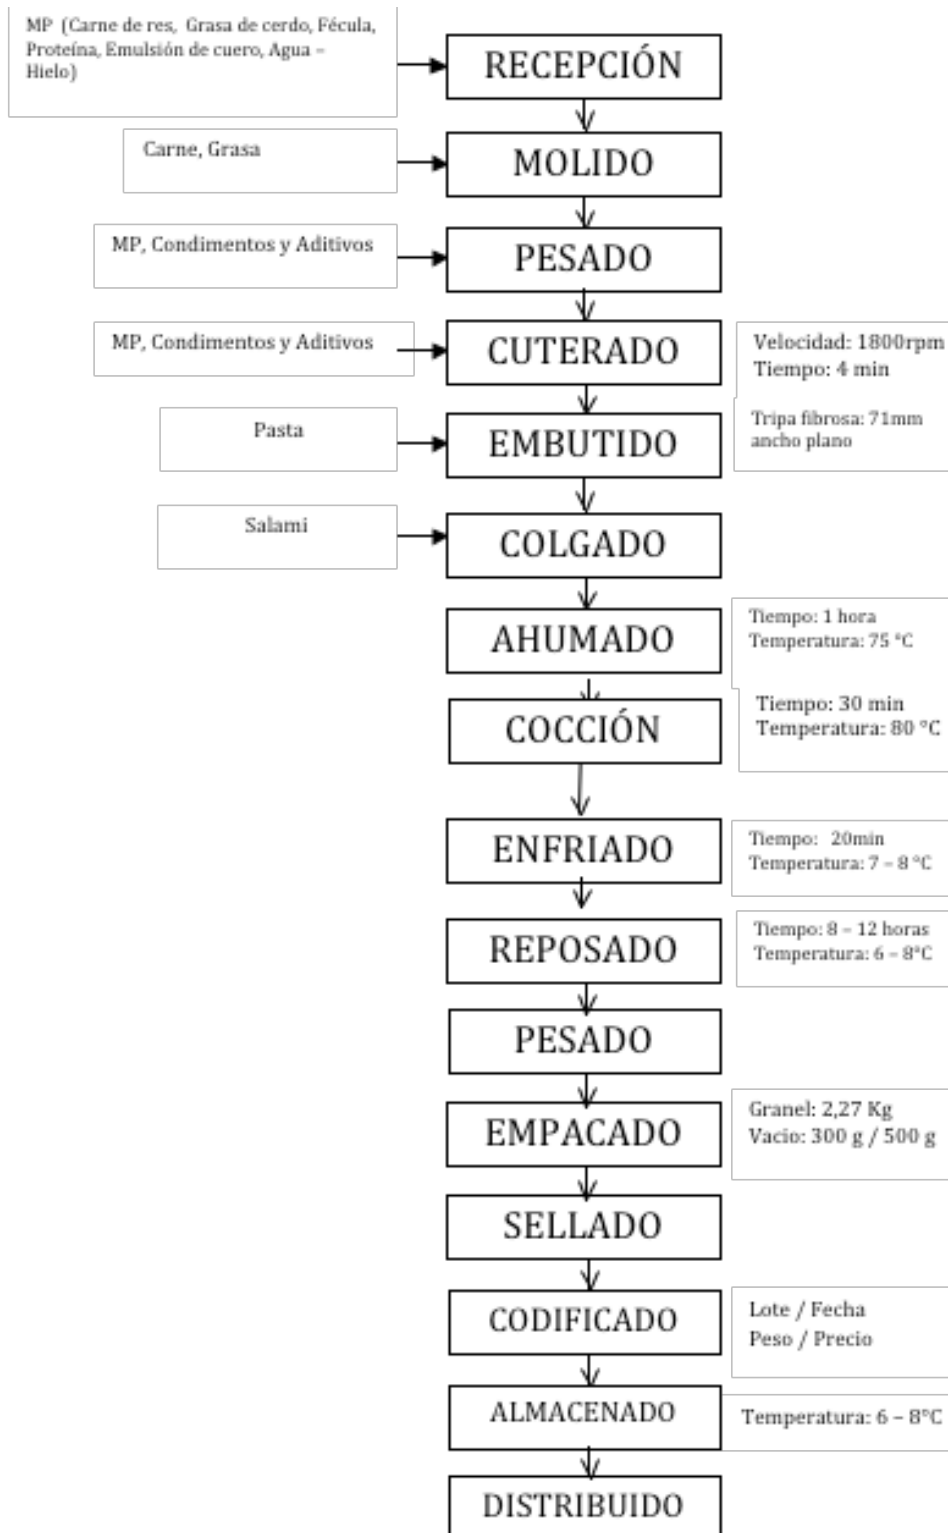 MP (Carne de res, Grasa de cerdo, Fécula,
Proteína, Emulsión de cuero, Agua –
Hielo)
RECEPCIÓN
Carne, Grasa
MOLIDO
MP, Condimentos y Aditivos
PESADO
MP, Condimentos y Aditivos
CUTERADO
Velocidad: 1800rpm
Tiempo: 4 min
Pasta
EMBUTIDO
Tripa fibrosa: 71mm
ancho plano
Salami
COLGADO
AHUMADO
Tiempo: 1 hora
Temperatura: 75 °C
COCCIÓN
Tiempo: 30 min
Temperatura: 80 °C
ENFRIADO
Tiempo: 20min
Temperatura: 7 – 8 °C
REPOSADO
Tiempo: 8 – 12 horas
Temperatura: 6 – 8°C
PESADO
EMPACADO
Granel: 2,27 Kg
Vacio: 300 g / 500 g
SELLADO
CODIFICADO
Lote / Fecha
Peso / Precio
ALMACENADO
Temperatura: 6 – 8°C
DISTRIBUIDO